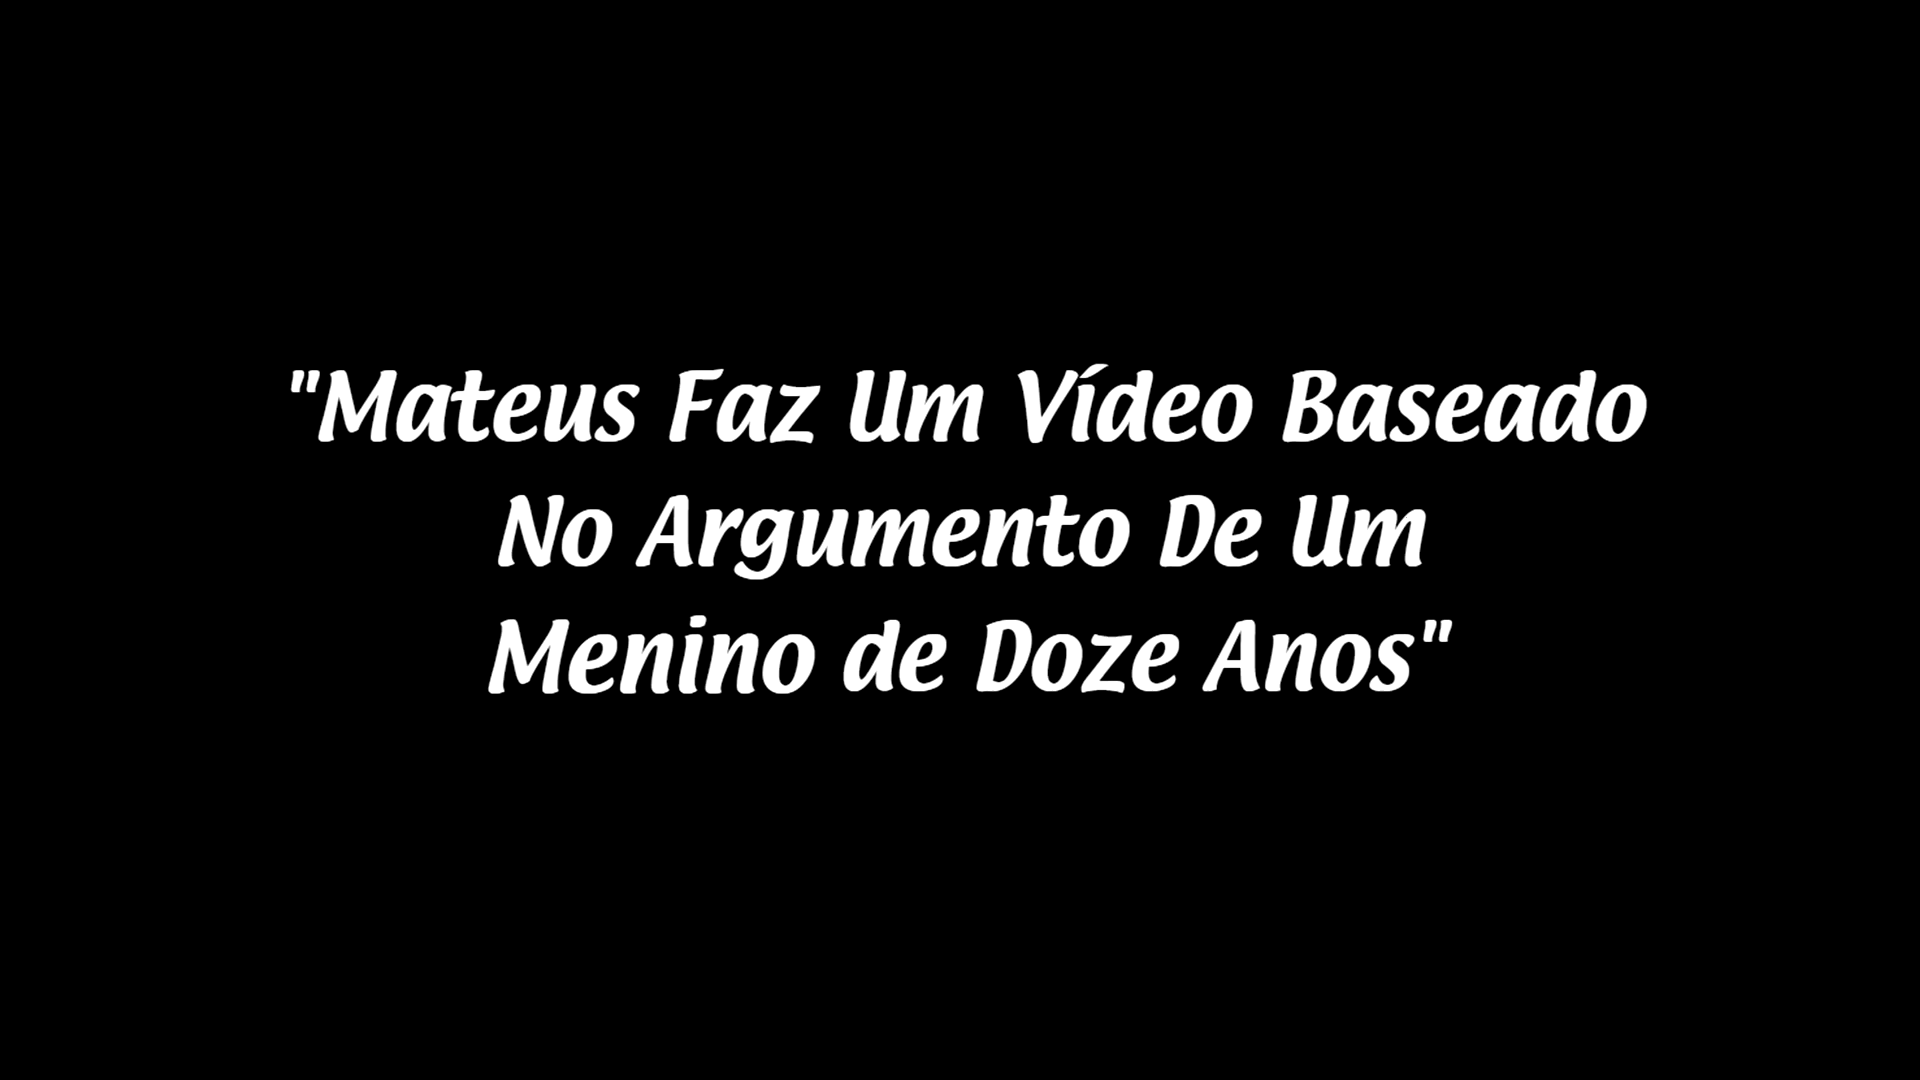 "Mateus Faz Um Vídeo Baseado
No Argumento De Um
Menino de Doze Anos"